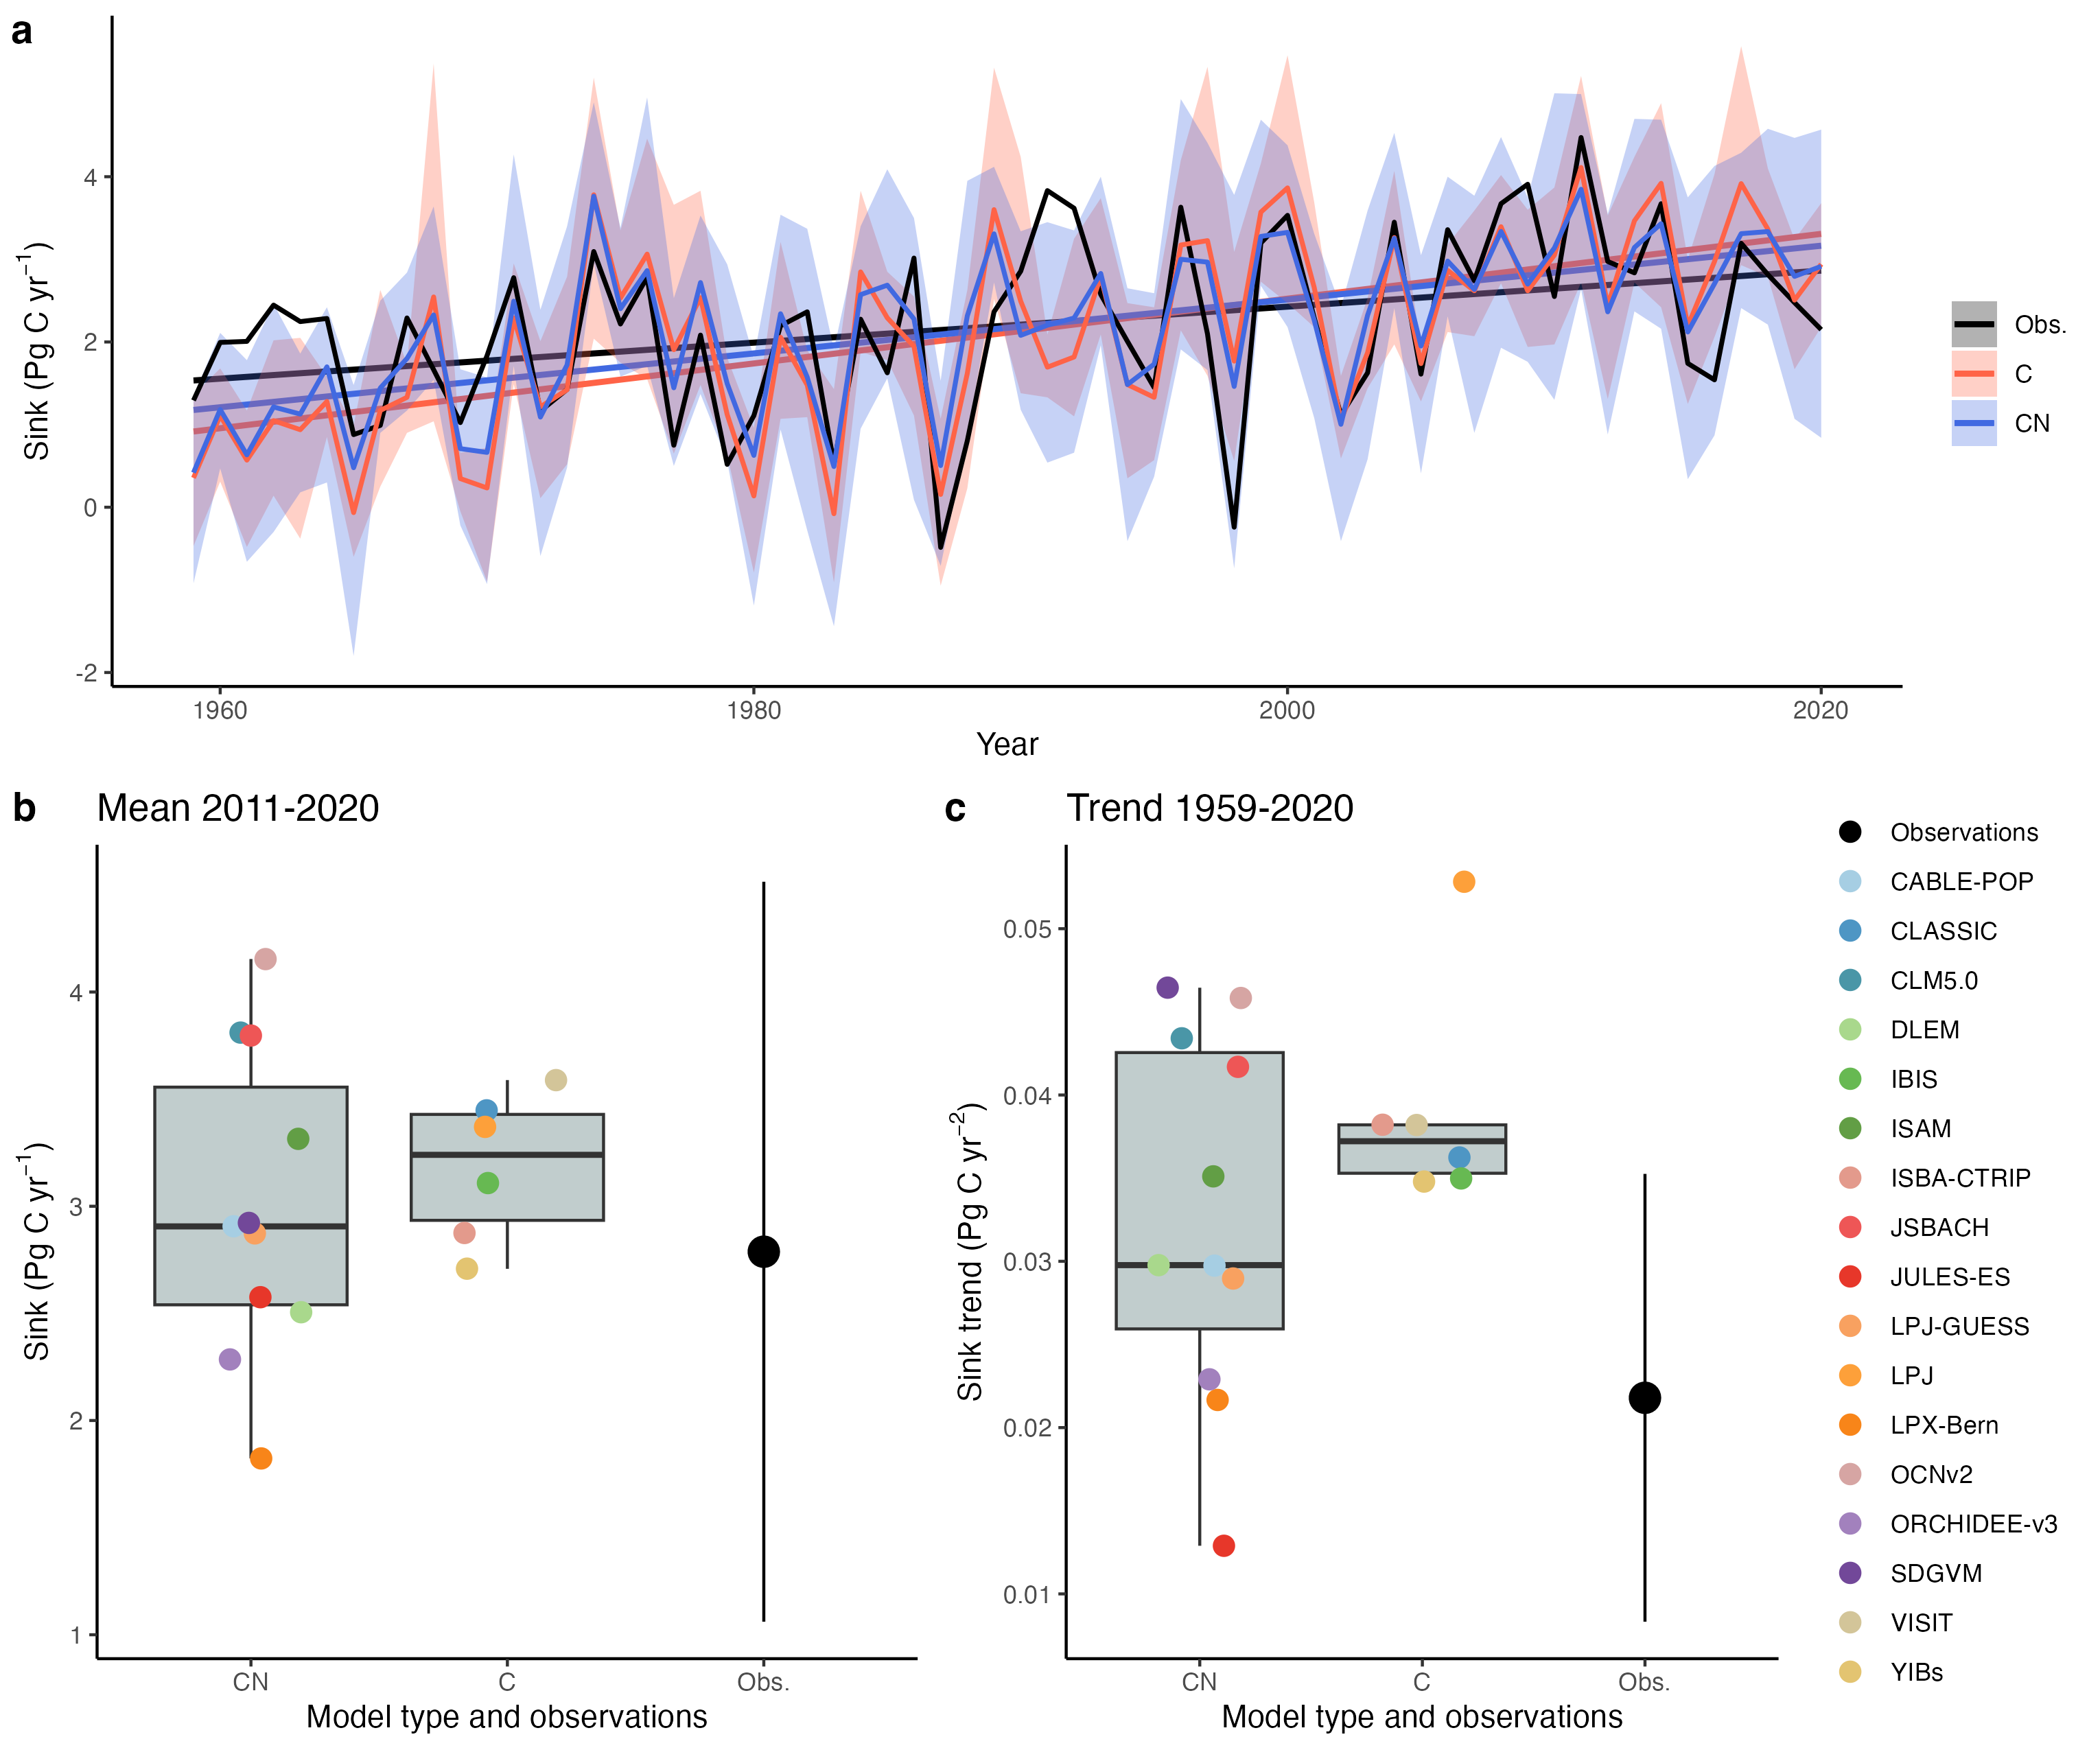 a
4
2
0
-2
Sink (Pg C yr⁻¹)
1960
1980
2000
2020
Year
Obs.
C
CN
b
Mean 2011-2020
4
3
2
1
Sink (Pg C yr⁻¹)
CN
C
Obs.
Model type and observations
c
Trend 1959-2020
0.05
0.04
0.03
0.02
0.01
Sink trend (Pg C yr⁻²)
CN
C
Obs.
Model type and observations
Observations
CABLE-POP
CLASSIC
CLM5.0
DLEM
IBIS
ISAM
ISBA-CTRIP
JSBACH
JULES-ES
LPJ-GUESS
LPJ
LPX-Bern
OCNv2
ORCHIDEE-v3
SDGVM
VISIT
YIBs